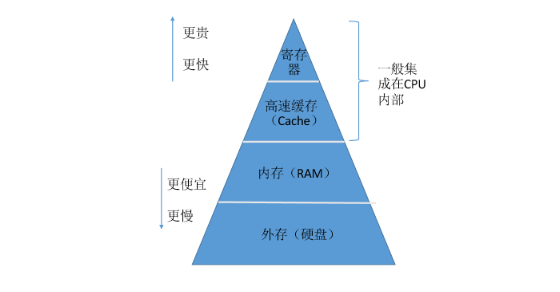 更贵
更快
寄存
器
高速缓存
（Cache）
一般集
成在CPU
内部
内存（RAM）
更便宜
更慢
外存（硬盘）